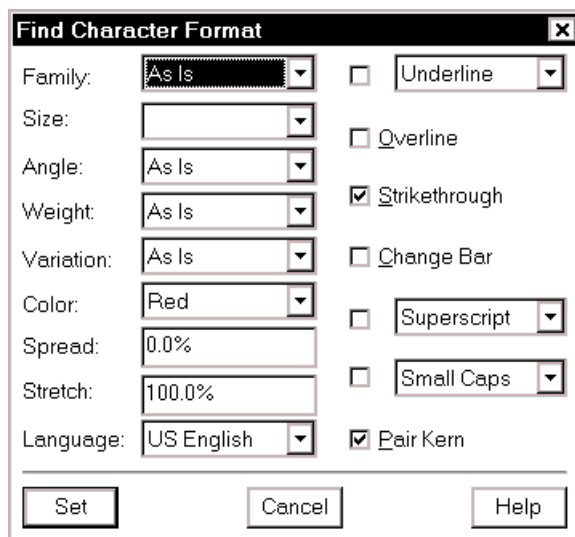 Find Character Format
Family: As Is Underline
Size:
Overline
Angle: As Is
Strikethrough
Weight: As Is
Variation: As Is Change Bar
Color: Red
Superscript
Spread: 0.0%
Stretch: 100.0% Small Caps
Language: US English Pair Kern
Set Cancel Help